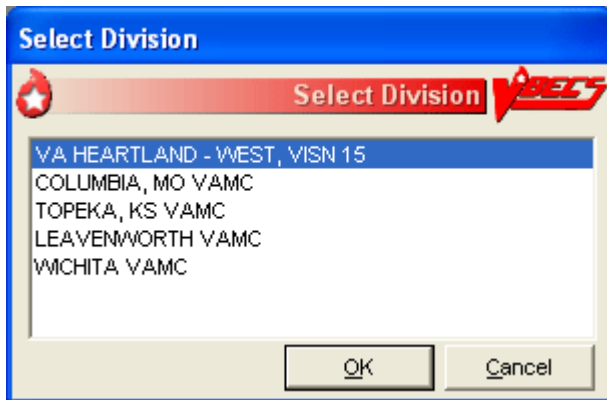 Select Division
Select Division VBECS
VA HEARTLAND - WEST, VISN 15
COLUMBIA, MO VAMC
TOPEKA, KS VAMC
LEAVENWORTH VAMC
WICHITA VAMC
OK Cancel